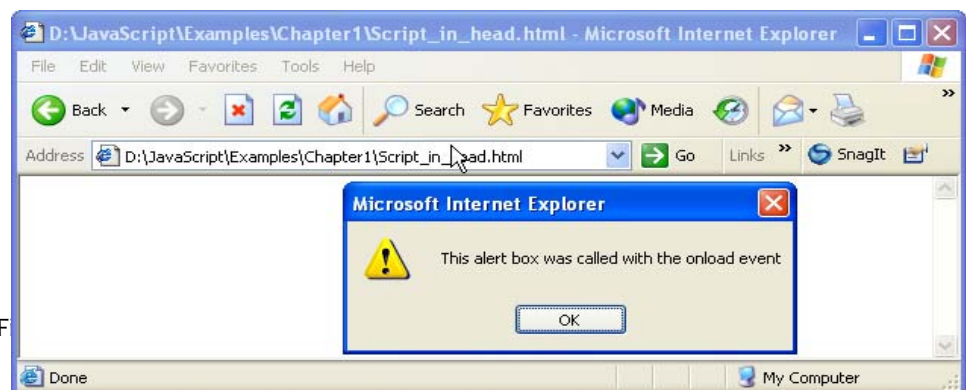 D:\JavaScript\Examples\Chapter1\Script_in_head.html - Microsoft Internet Explorer
File Edit View Favorites Tools Help
Back Search Favorites Media »
Address D:\JavaScript\Examples\Chapter1\Script_in_head.html Go Links » SnagIt
Microsoft Internet Explorer
This alert box was called with the onload event
OK
Done My Computer